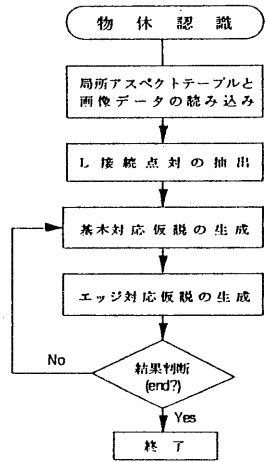 物休認識
局所アスペクトテーブルと
画像データの読み込み
L接続点対の抽出
基本対応仮説の生成
エッジ対応仮説の生成
No
結果判断
(end?)
Yes
終了